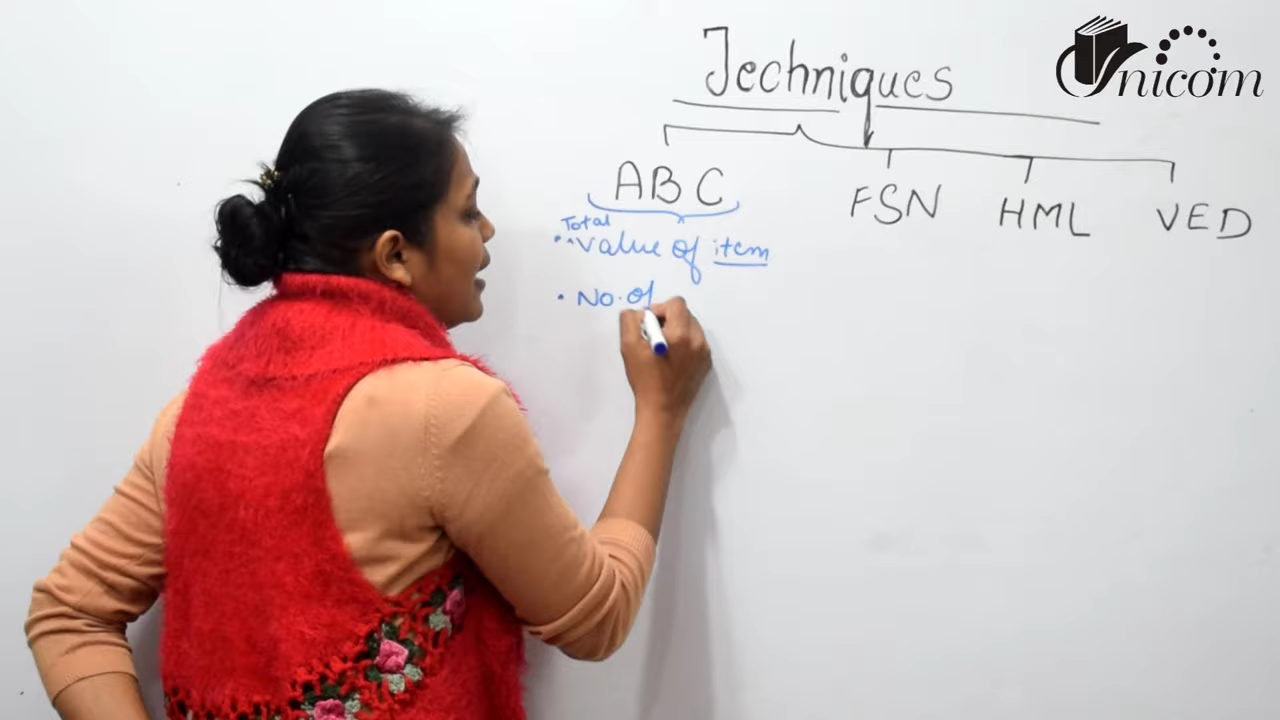 Techniques
Unicom
ABC FSN HML VED
Total
• ^ value of item
• No. of